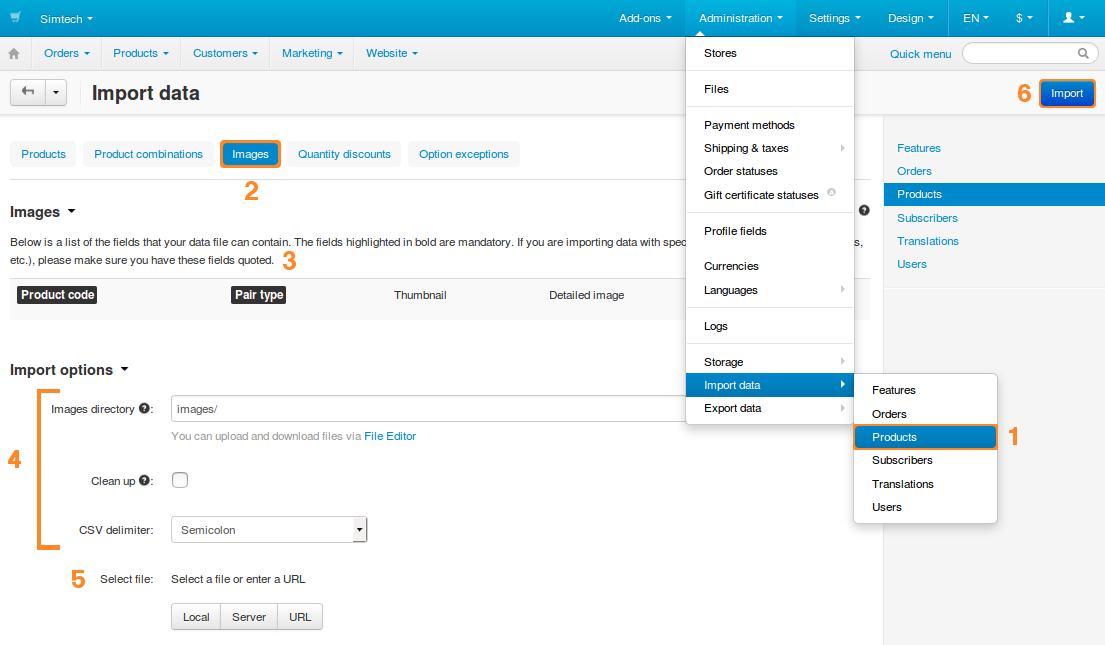 Simtech
Add-ons
Administration
Settings
Design
EN
$
Orders
Products
Customers
Marketing
Website
Quick menu
Import data
6
Import
Products
Product combinations
Images
Quantity discounts
Option exceptions
2
Images
Below is a list of the fields that your data file can contain. The fields highlighted in bold are mandatory. If you are importing data with spec
s,
etc.), please make sure you have these fields quoted.
3
Product code
Pair type
Thumbnail
Detailed image
Import options
4
Images directory ?:
images/
You can upload and download files via File Editor
Clean up ?:
CSV delimiter:
Semicolon
5
Select file:
Select a file or enter a URL
Local
Server
URL
Stores
Files
Payment methods
Shipping & taxes
Order statuses
Gift certificate statuses
Profile fields
Currencies
Languages
Logs
Storage
Import data
Export data
Features
Orders
Products
1
Subscribers
Translations
Users
?
Features
Orders
Products
Subscribers
Translations
Users